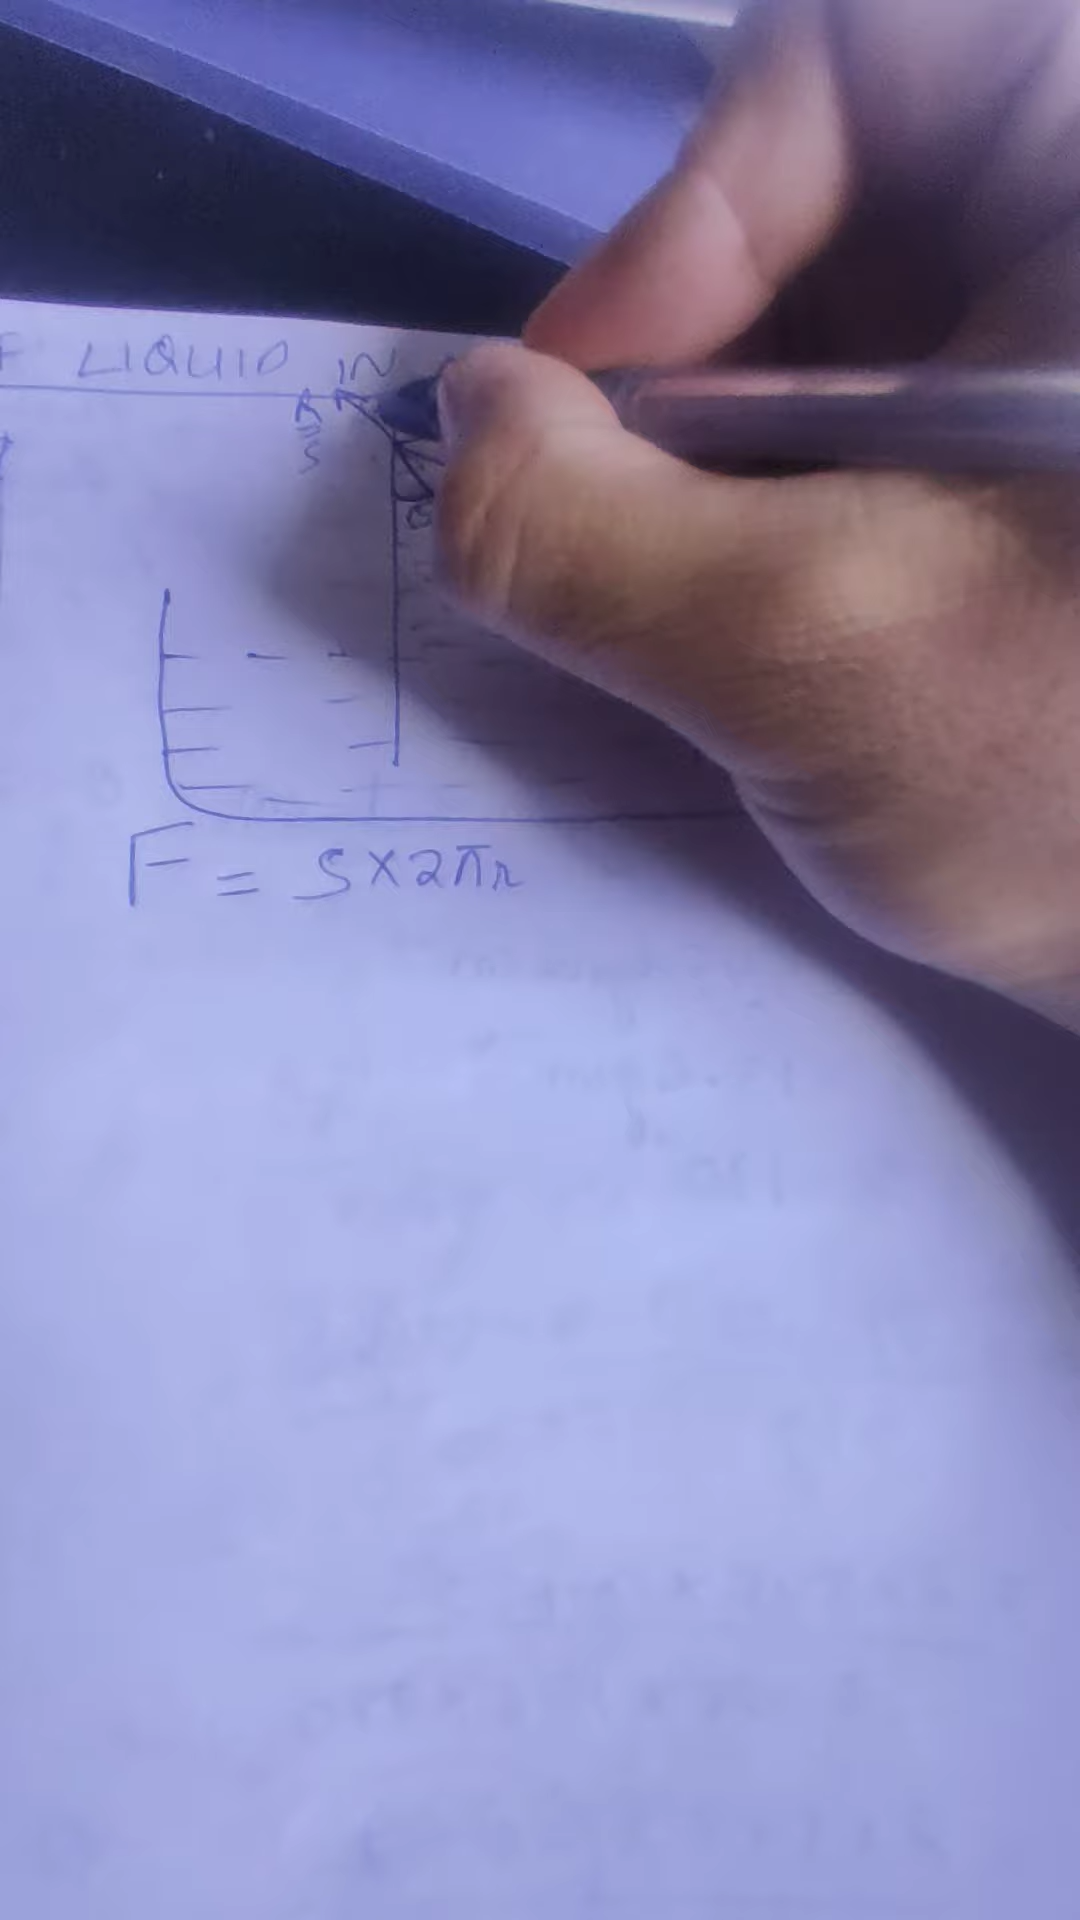 F LIQUID IN
S
θ
F = S×2πr